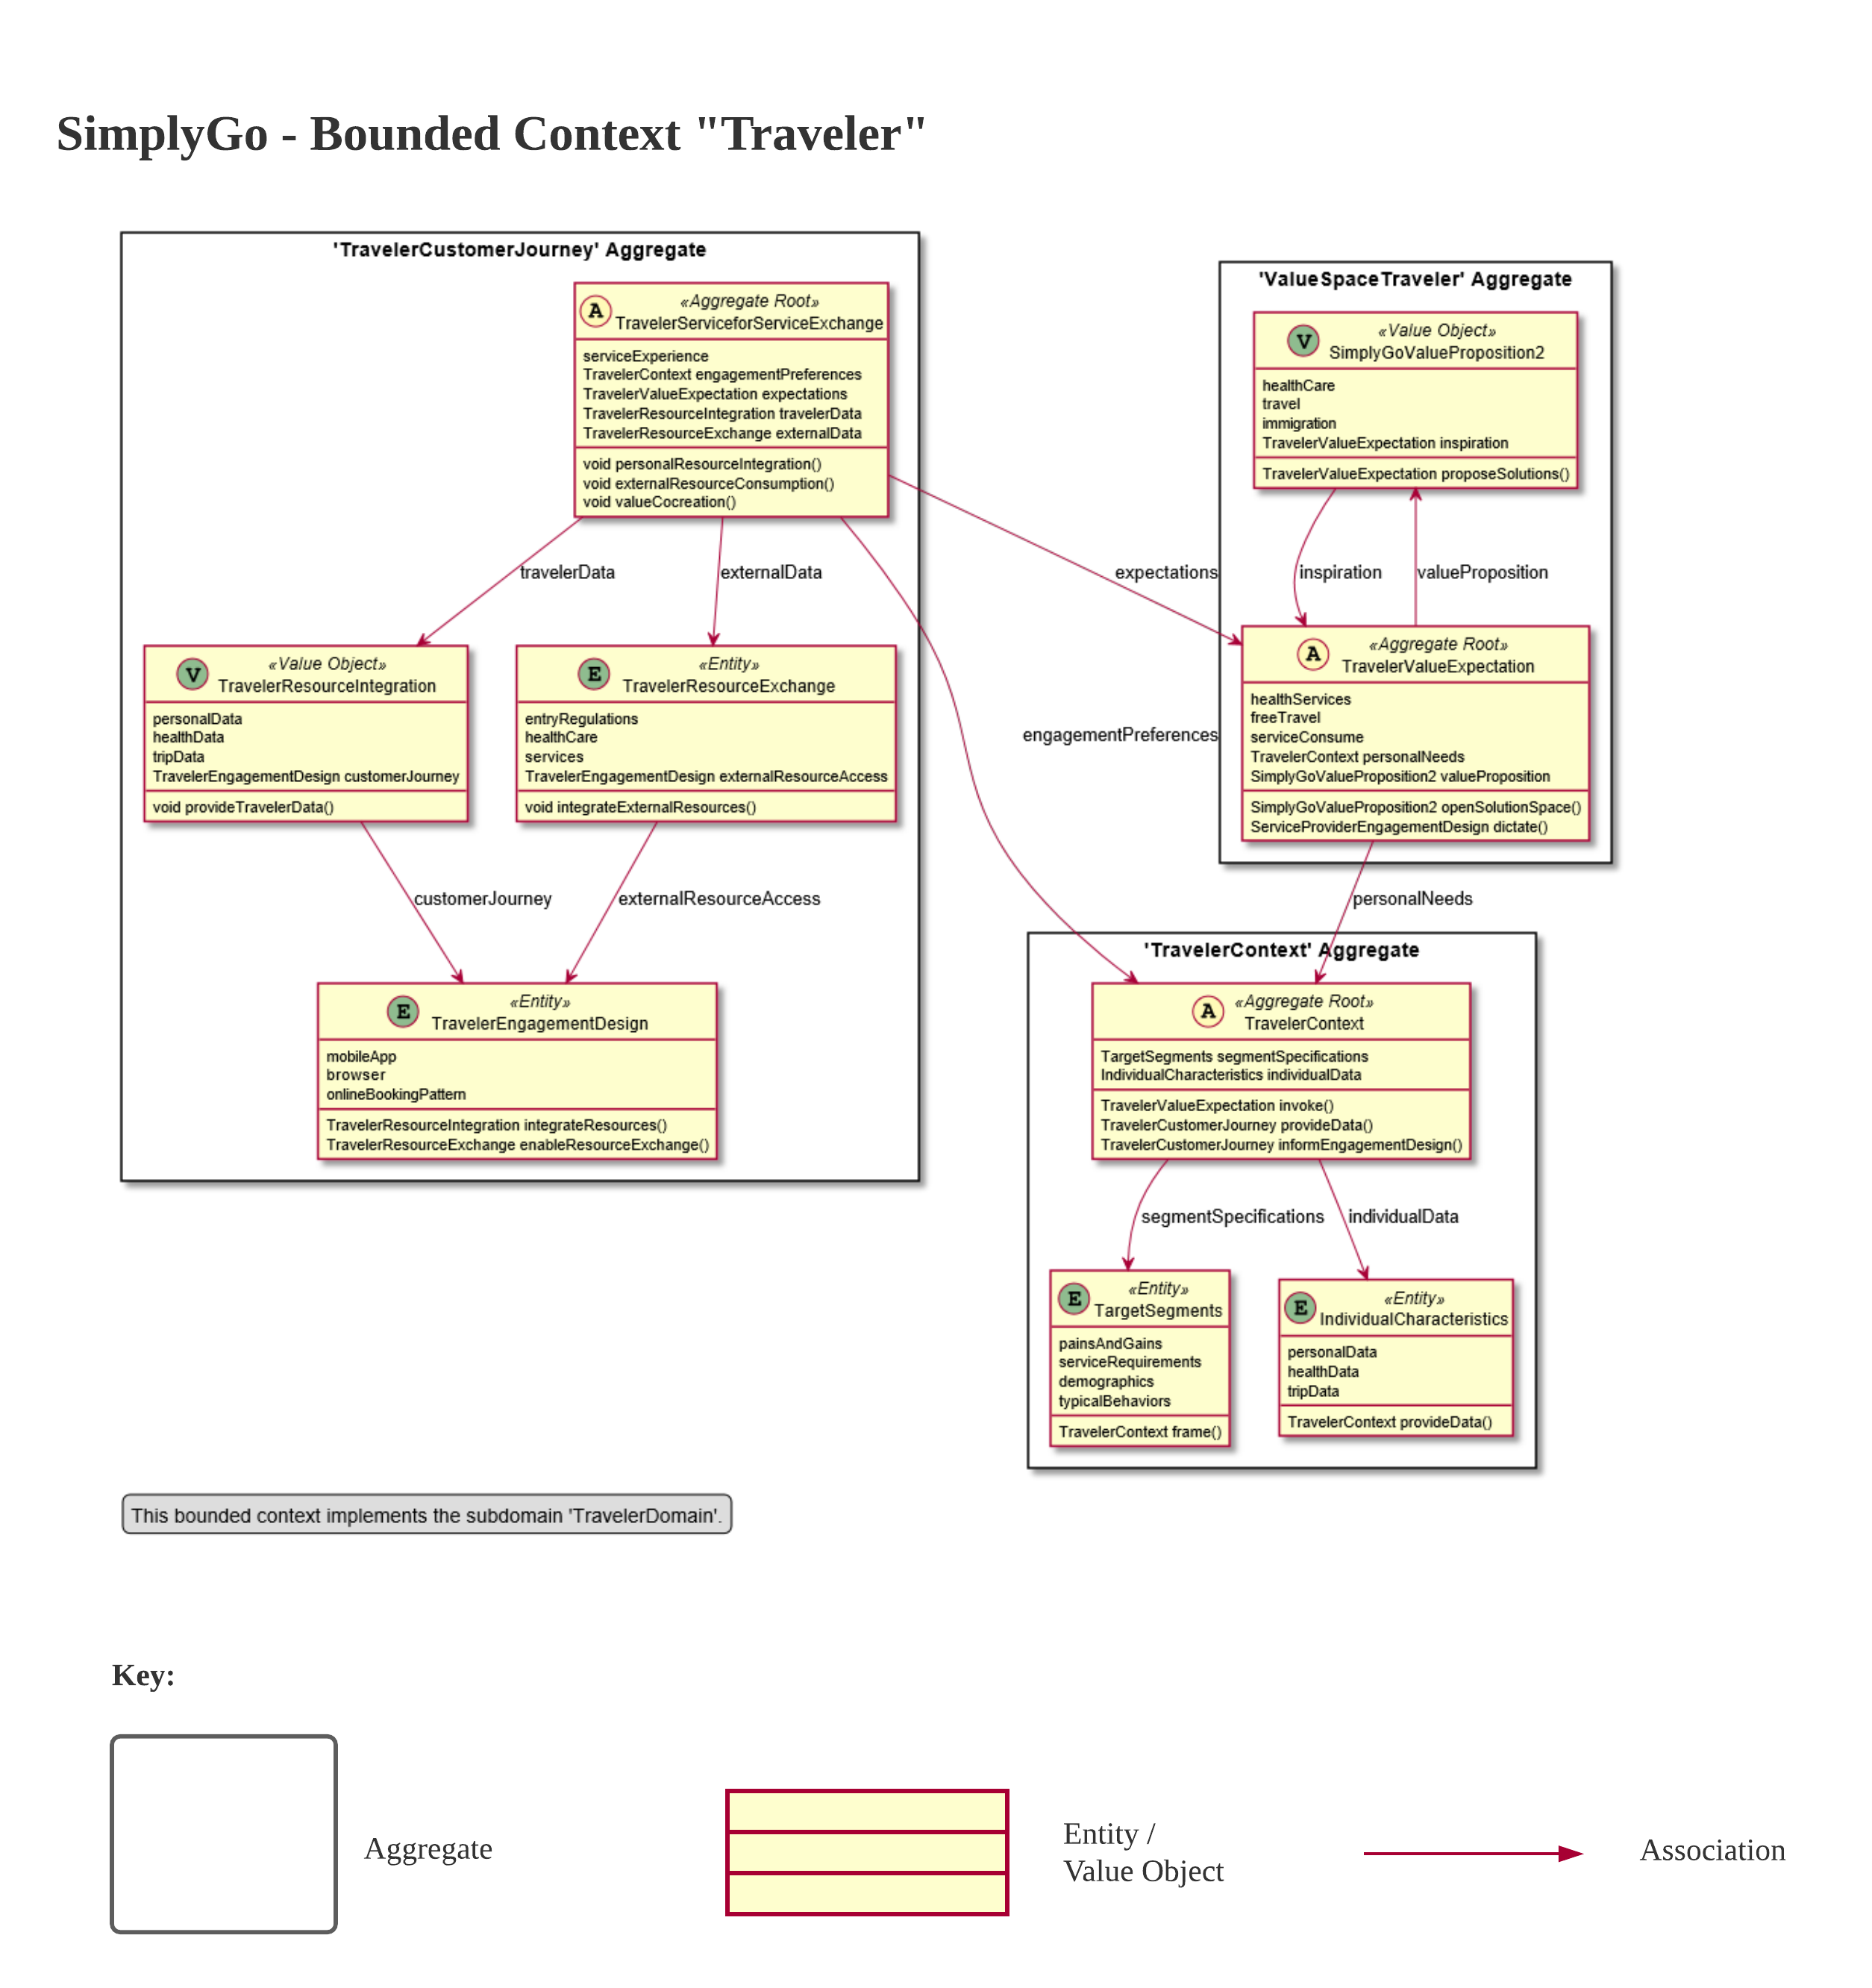 SimplyGo - Bounded Context "Traveler"
'TravelerCustomerJourney' Aggregate
A
«Aggregate Root»
TravelerServiceforServiceExchange
serviceExperience
TravelerContext engagementPreferences
TravelerValueExpectation expectations
TravelerResourceIntegration travelerData
TravelerResourceExchange externalData
void personalResourceIntegration()
void externalResourceConsumption()
void valueCocreation()
travelerData
externalData
V
«Value Object»
TravelerResourceIntegration
personalData
healthData
tripData
TravelerEngagementDesign customerJourney
void provideTravelerData()
E
«Entity»
TravelerResourceExchange
entryRegulations
healthCare
services
TravelerEngagementDesign externalResourceAccess
void integrateExternalResources()
customerJourney
externalResourceAccess
E
«Entity»
TravelerEngagementDesign
mobileApp
browser
onlineBookingPattern
TravelerResourceIntegration integrateResources()
TravelerResourceExchange enableResourceExchange()
expectations
engagementPreferences
'ValueSpaceTraveler' Aggregate
V
«Value Object»
SimplyGoValueProposition2
healthCare
travel
immigration
TravelerValueExpectation inspiration
TravelerValueExpectation proposeSolutions()
inspiration
valueProposition
A
«Aggregate Root»
TravelerValueExpectation
healthServices
freeTravel
serviceConsume
TravelerContext personalNeeds
SimplyGoValueProposition2 valueProposition
SimplyGoValueProposition2 openSolutionSpace()
ServiceProviderEngagementDesign dictate()
personalNeeds
'TravelerContext' Aggregate
A
«Aggregate Root»
TravelerContext
TargetSegments segmentSpecifications
IndividualCharacteristics individualData
TravelerValueExpectation invoke()
TravelerCustomerJourney provideData()
TravelerCustomerJourney informEngagementDesign()
segmentSpecifications
individualData
E
«Entity»
TargetSegments
painsAndGains
serviceRequirements
demographics
typicalBehaviors
TravelerContext frame()
E
«Entity»
IndividualCharacteristics
personalData
healthData
tripData
TravelerContext provideData()
This bounded context implements the subdomain 'TravelerDomain'.
Key:
Aggregate
Entity /
Value Object
Association